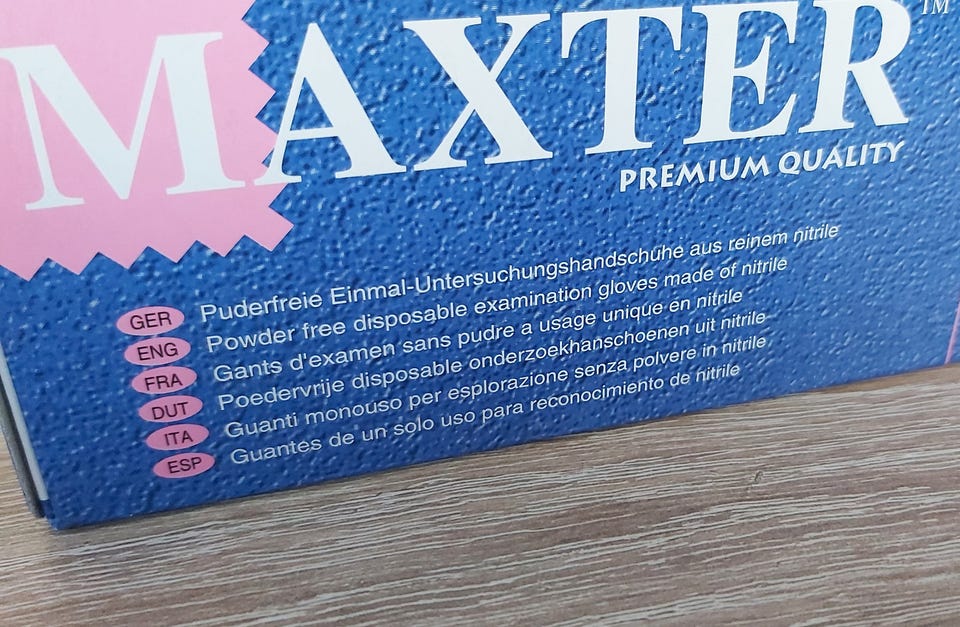 MAXTER™
PREMIUM QUALITY
GER Puderfreie Einmal-Untersuchungshandschuhe aus reinem nitrile
ENG Powder free disposable examination gloves made of nitrile
FRA Gants d'examen sans pudre a usage unique en nitrile
DUT Poedervrije disposable onderzoekhanschoenen uit nitrile
ITA Guanti monouso per esplorazione senza polvere in nitrile
ESP Guantes de un solo uso para reconocimiento de nitrile